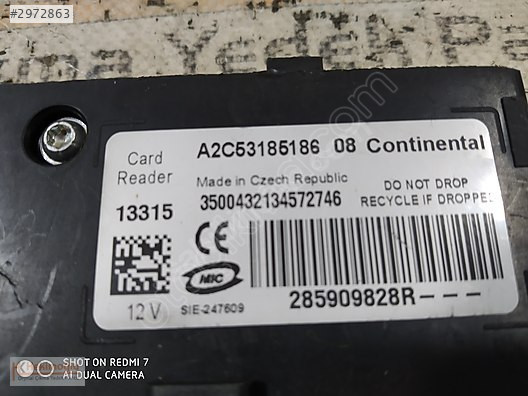 #2972863
Card Reader
A2C53185186 08 Continental
Made in Czech Republic
DO NOT DROP
13315
3500432134572746
RECYCLE IF DROPPED
CE
MIC
12 V
SIE-247609
285909828R---
SHOT ON REDMI 7
AI DUAL CAMERA